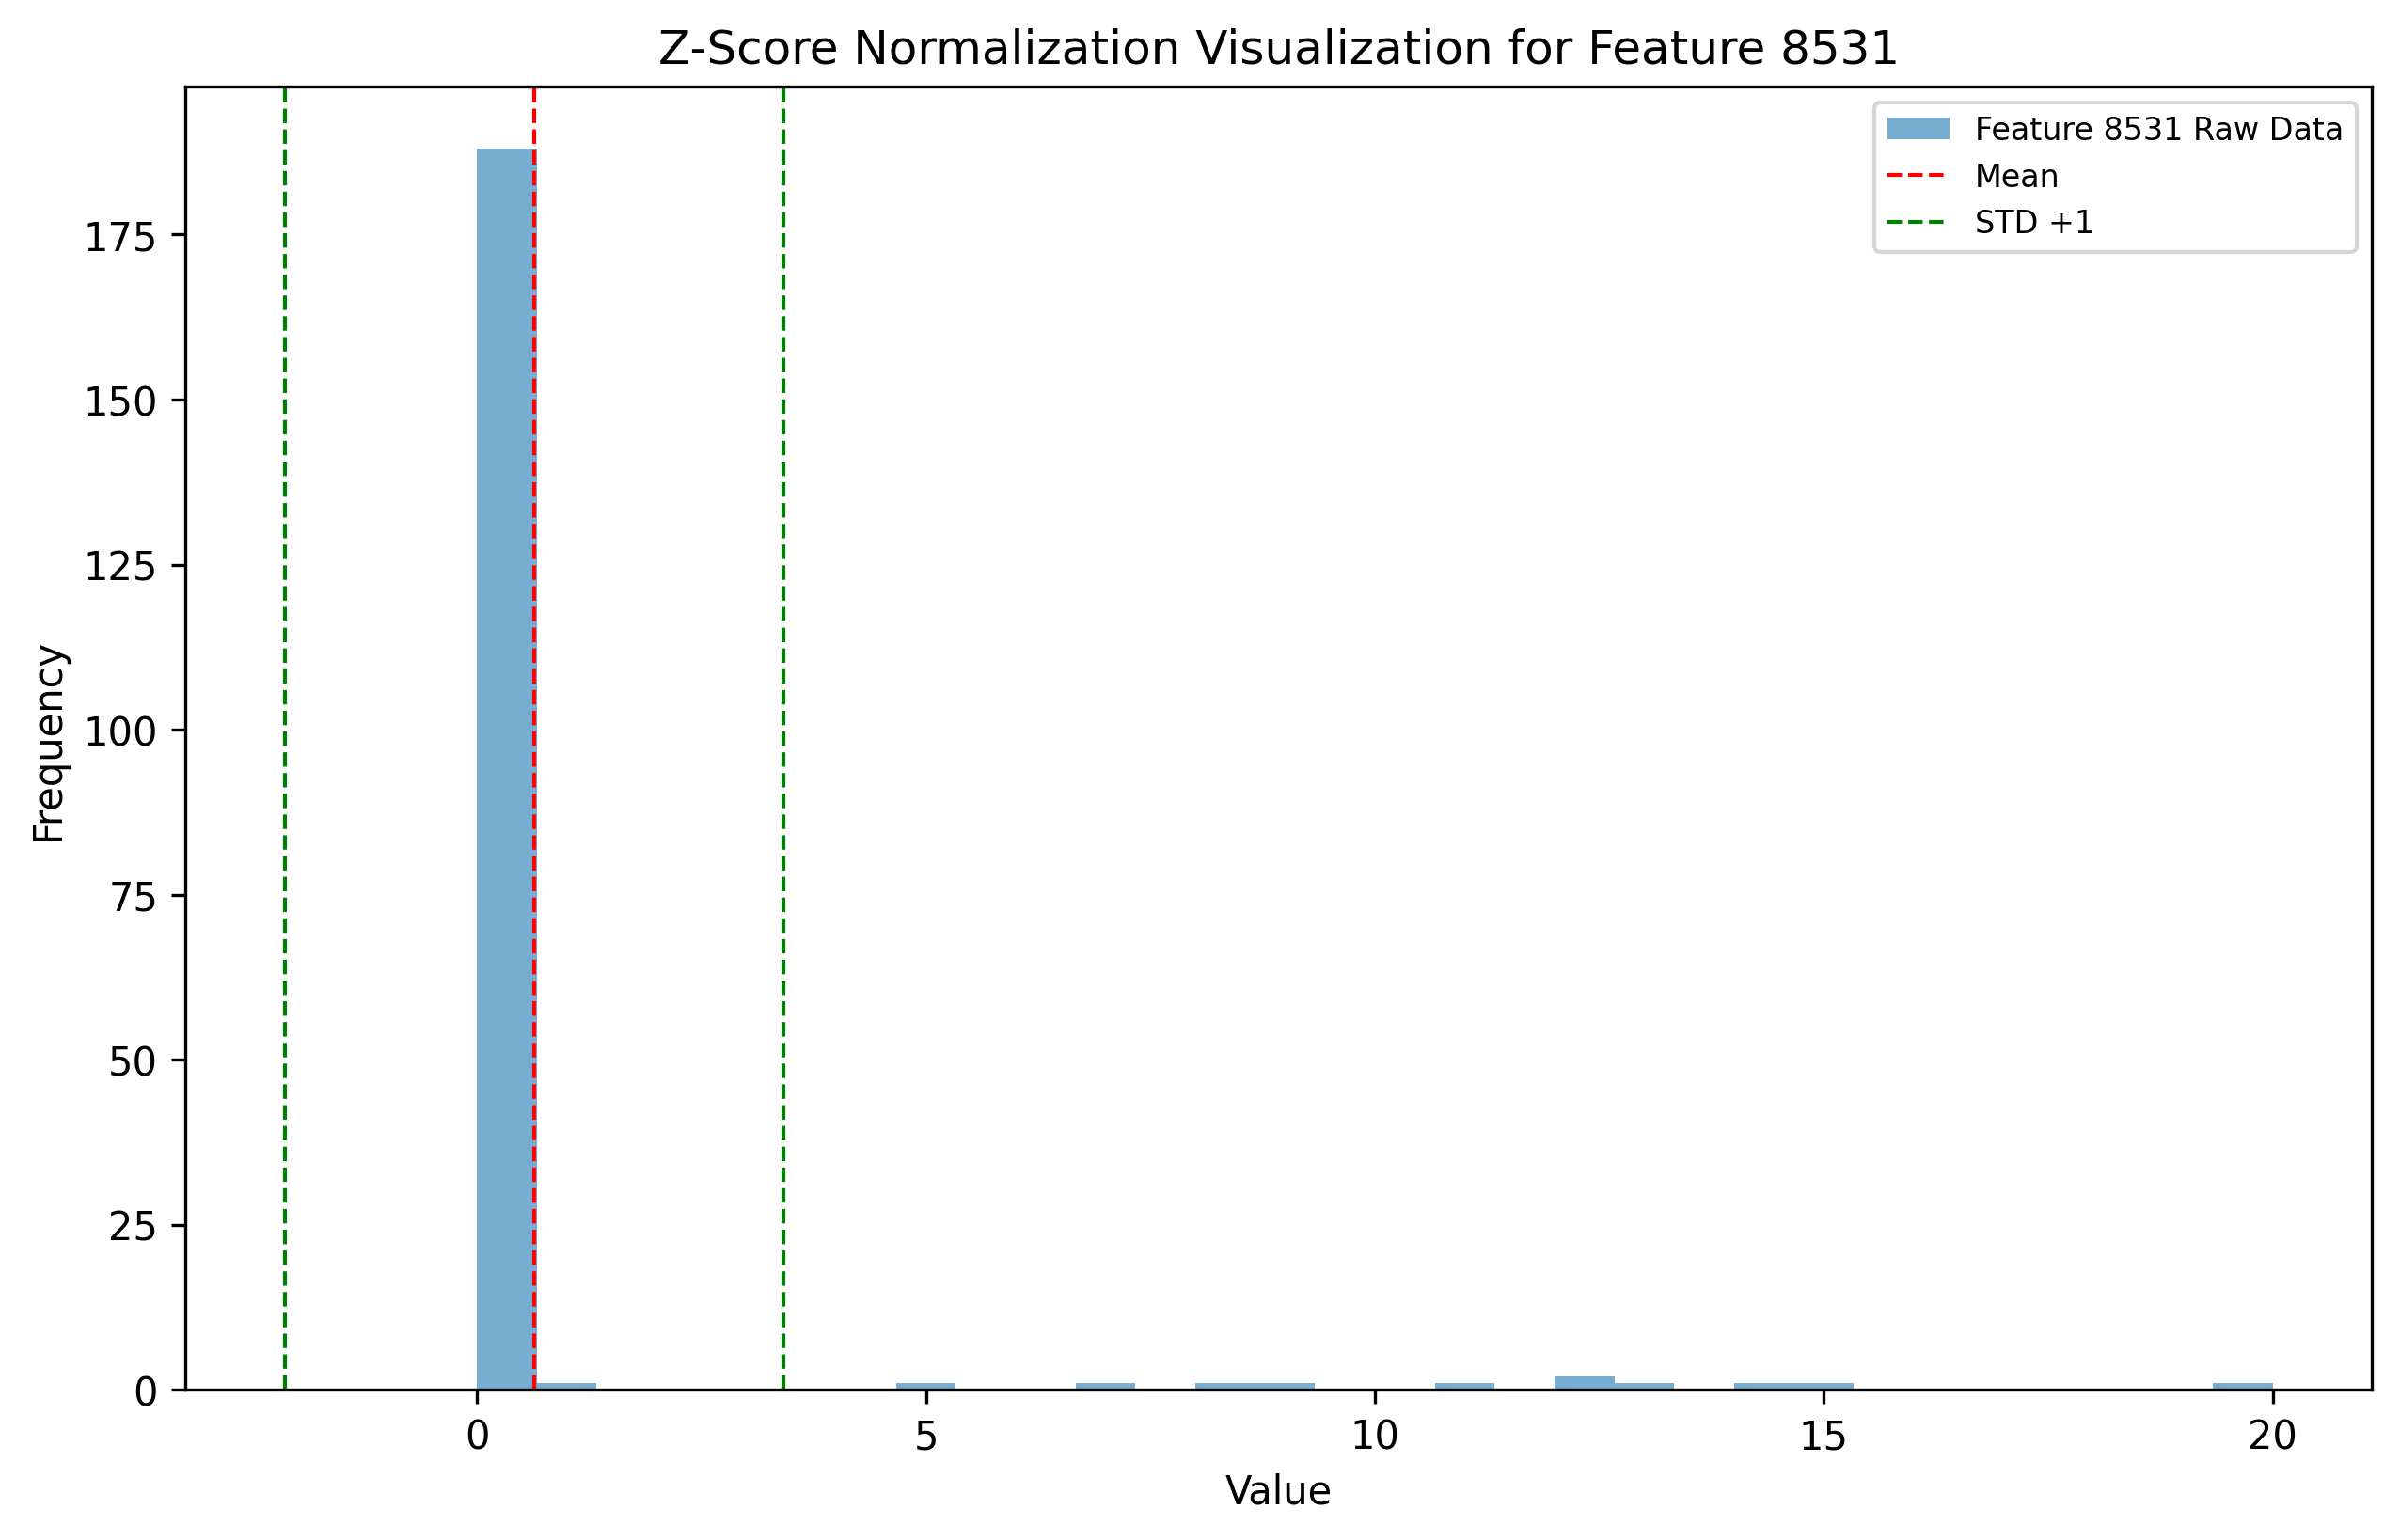 Z-Score Normalization Visualization for Feature 8531
Feature 8531 Raw Data
Mean
STD +1
Frequency
175
150
125
100
75
50
25
0
0 5 10 15 20
Value